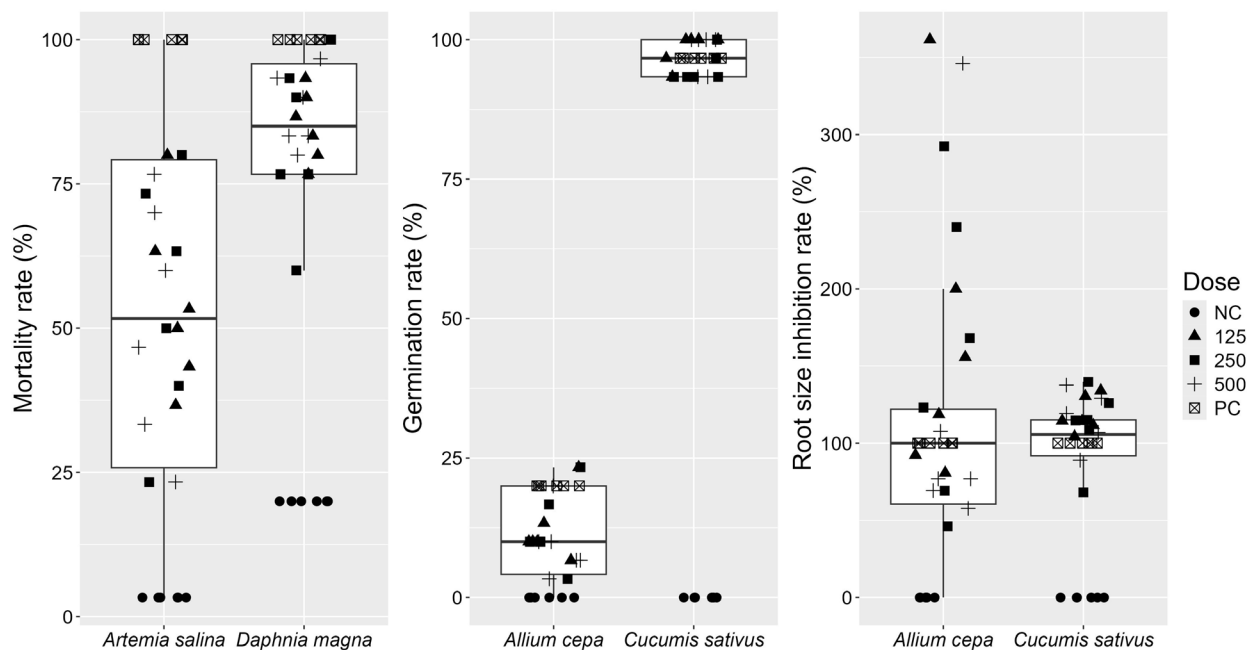 Mortality rate (%)
100
75
50
25
0
Artemia salina
Daphnia magna
Germination rate (%)
100
75
50
25
0
Allium cepa
Cucumis sativus
Root size inhibition rate (%)
300
200
100
0
Allium cepa
Cucumis sativus
Dose
NC
125
250
500
PC